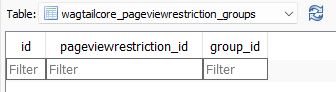 Table: wagtailcore_pageviewrestriction_groups
id pageviewrestriction_id group_id
Filter Filter Filter